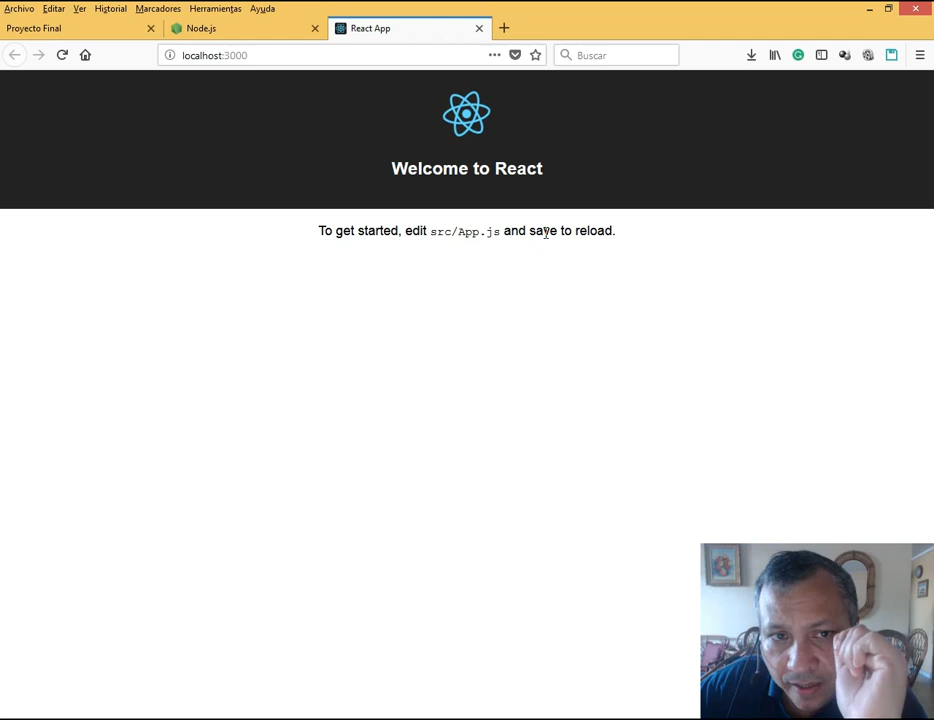 Archivo Editar Ver Historial Marcadores Herramientas Ayuda
Proyecto Final
Node.js
React App
localhost:3000
Buscar
Welcome to React
To get started, edit src/App.js and save to reload.